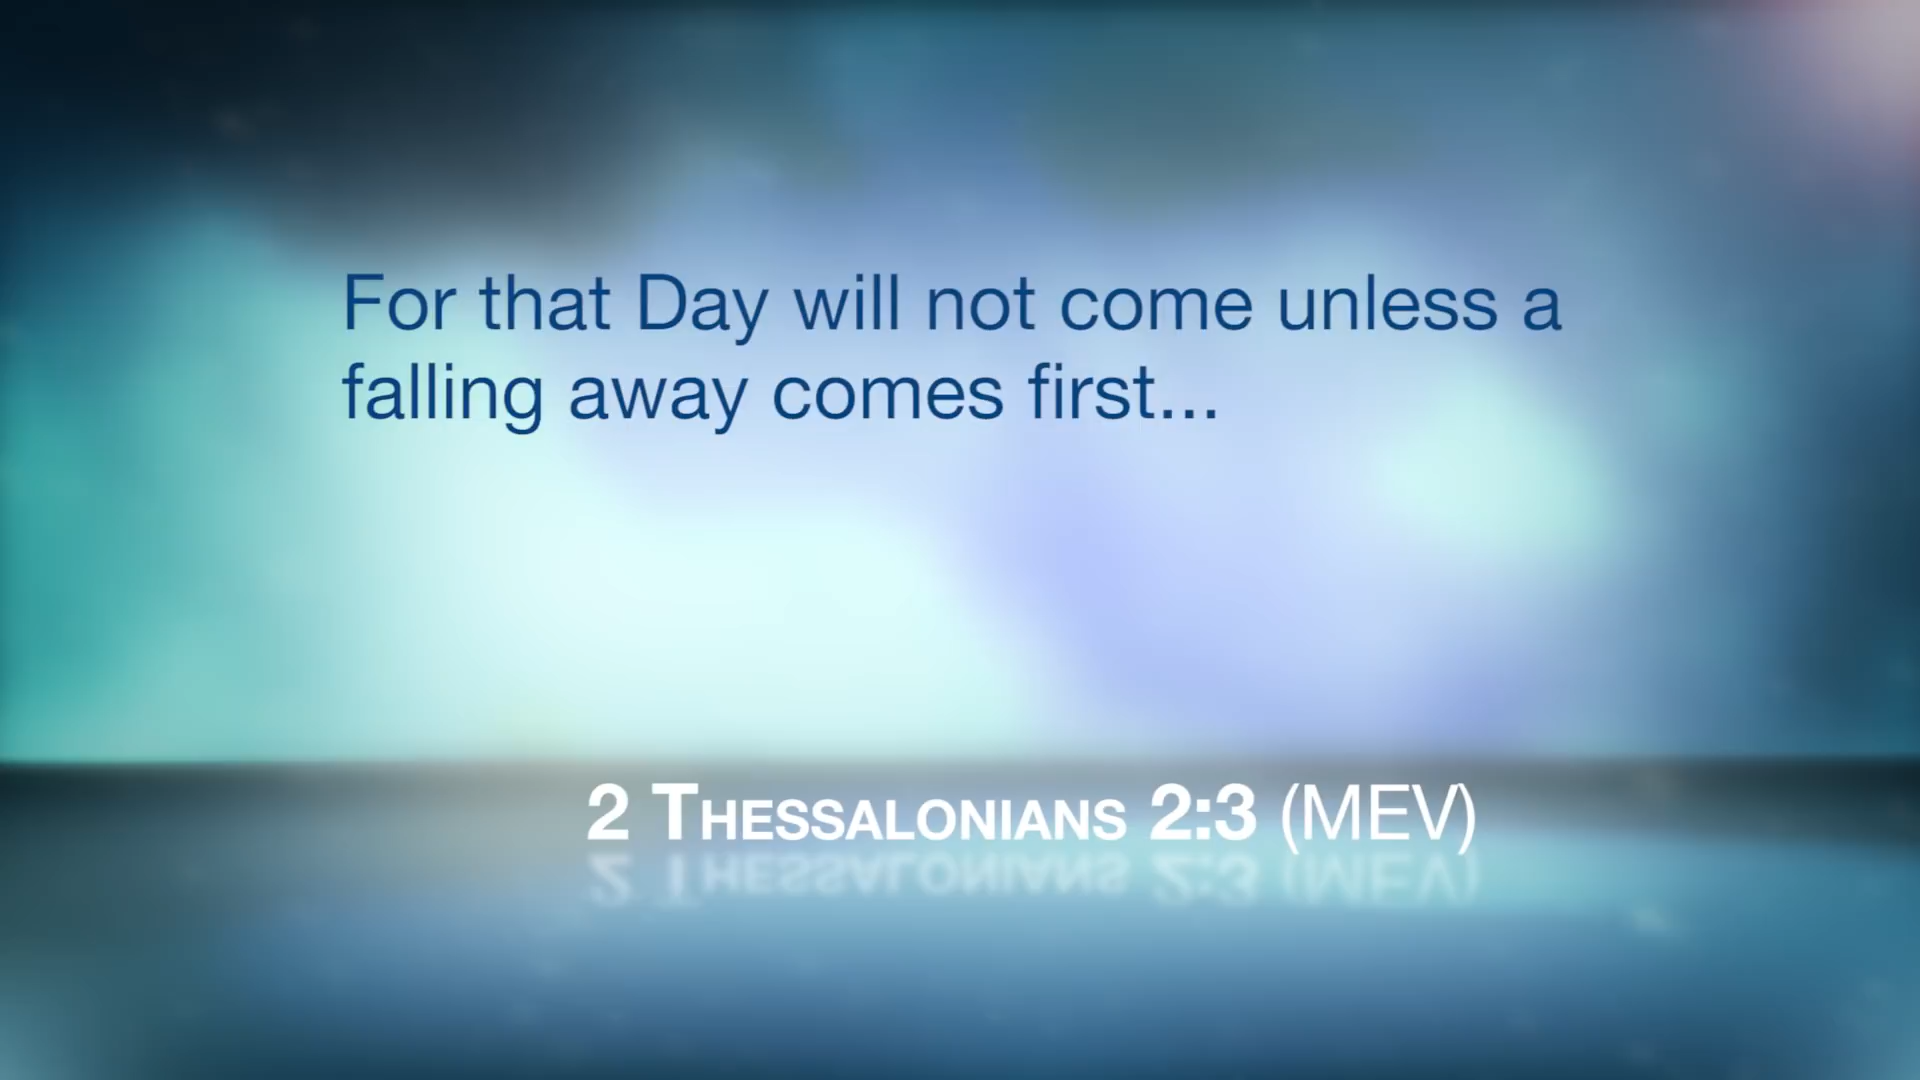 For that Day will not come unless a
falling away comes first...
2 Thessalonians 2:3 (MEV)